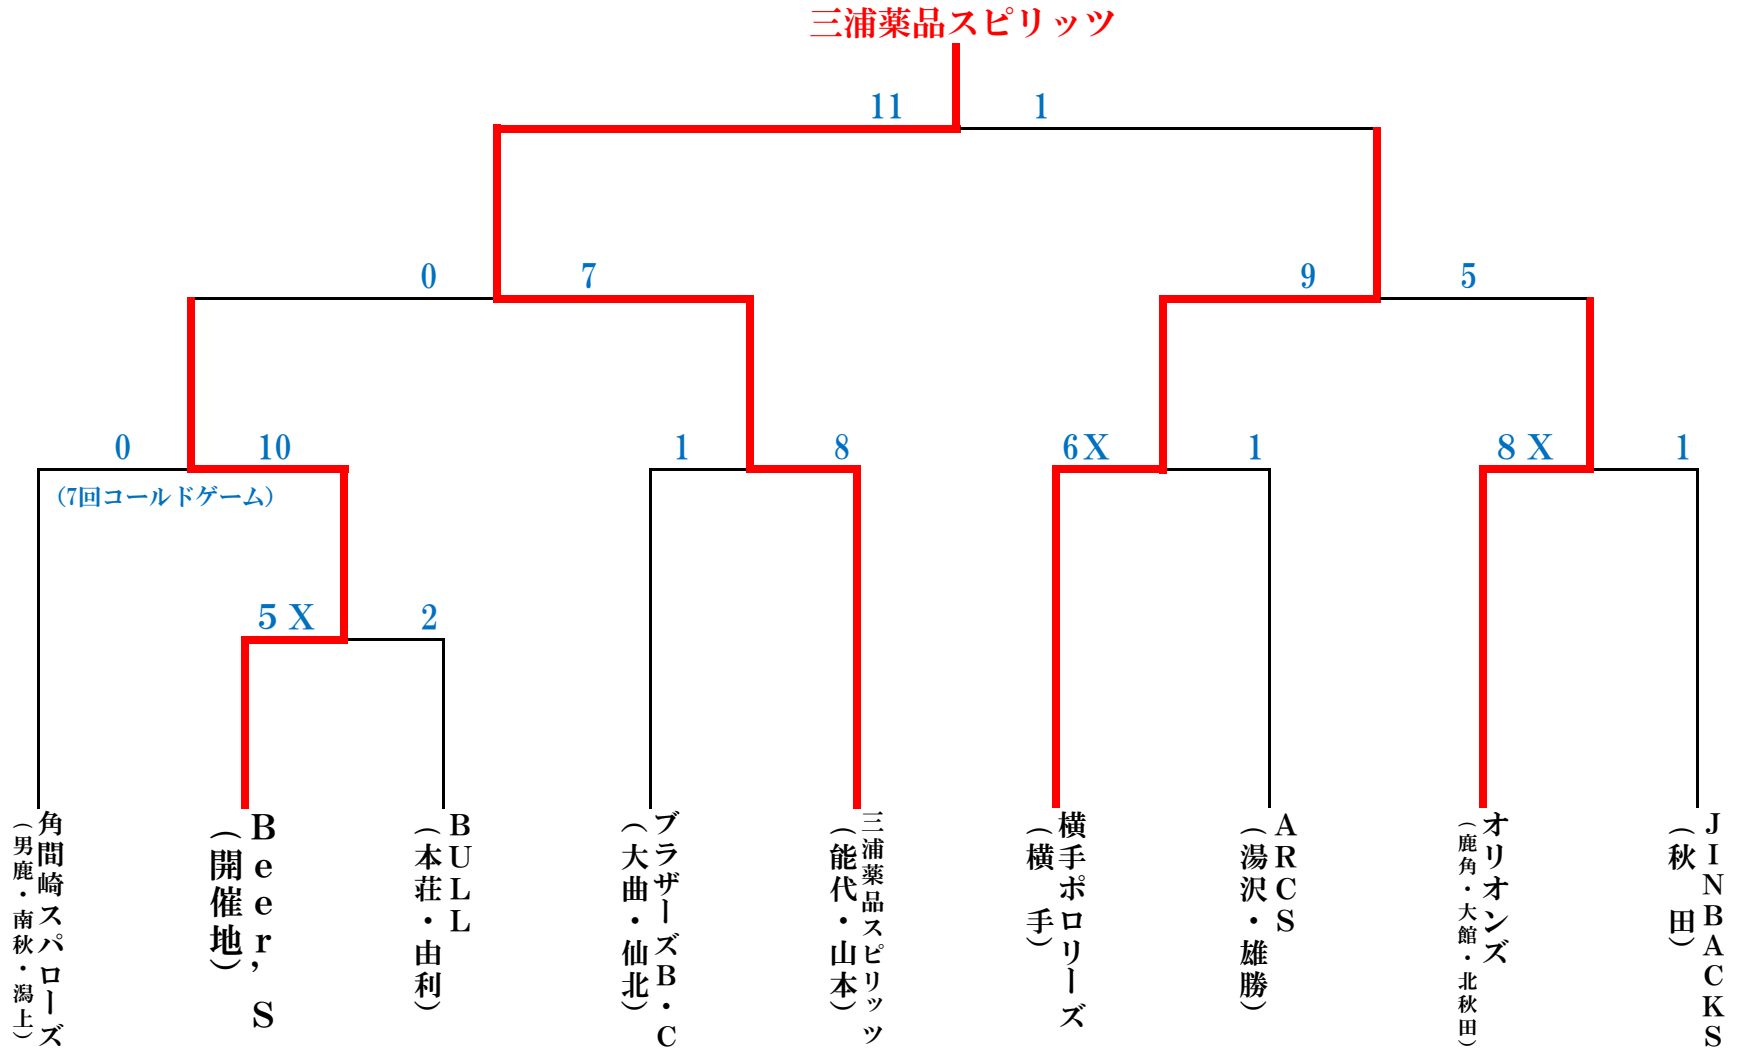 三浦薬品スピリッツ
11
1
0
7
9
5
0
10
1
8
6X
1
8 X
1
(7回コールドゲーム)
5 X
2
角間崎スパローズ
(男鹿・南秋・潟上)
Beer’S
(開催地)
BULL
(本荘・由利)
ブラザーズB・C
(大曲・仙北)
三浦薬品スピリッツ
(能代・山本)
横手ポロリーズ
(横 手)
ARCS
(湯沢・雄勝)
オリオンズ
(鹿角・大館・北秋田)
JINBACKS
(秋 田)